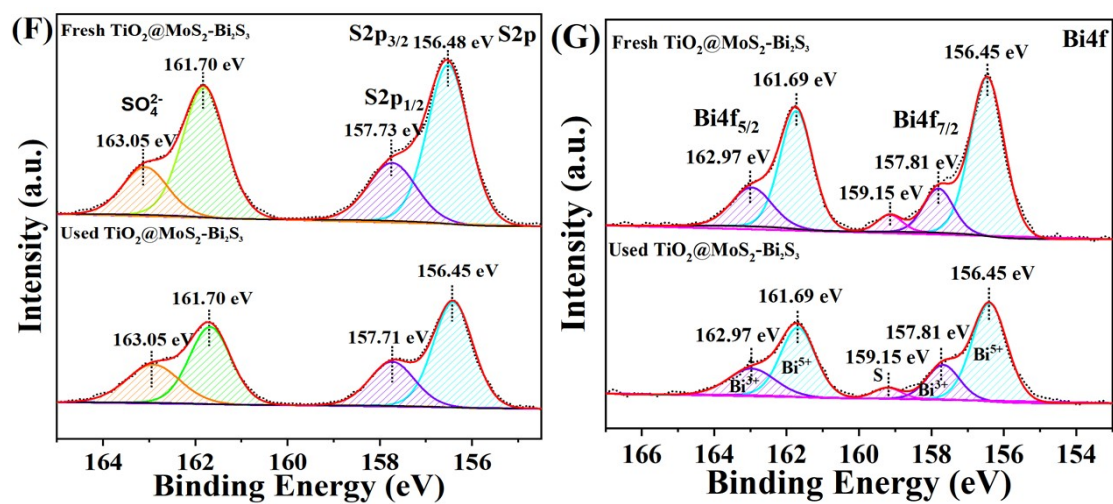 (F)
Fresh TiO₂@MoS₂-Bi₂S₃
S2p₃/₂
156.48 eV
S2p
161.70 eV
SO₄²⁻
163.05 eV
S2p₁/₂
157.73 eV
Used TiO₂@MoS₂-Bi₂S₃
156.45 eV
161.70 eV
163.05 eV
157.71 eV
Intensity (a.u.)
164 162 160 158 156
Binding Energy (eV)
(G)
Bi4f
Fresh TiO₂@MoS₂-Bi₂S₃
156.45 eV
161.69 eV
Bi4f₅/₂
Bi4f₇/₂
162.97 eV
157.81 eV
159.15 eV
Used TiO₂@MoS₂-Bi₂S₃
156.45 eV
161.69 eV
162.97 eV
157.81 eV
159.15 eV
S
Bi³⁺
Bi⁵⁺
Bi³⁺
Bi⁵⁺
Intensity (a.u.)
166 164 162 160 158 156 154
Binding Energy (eV)